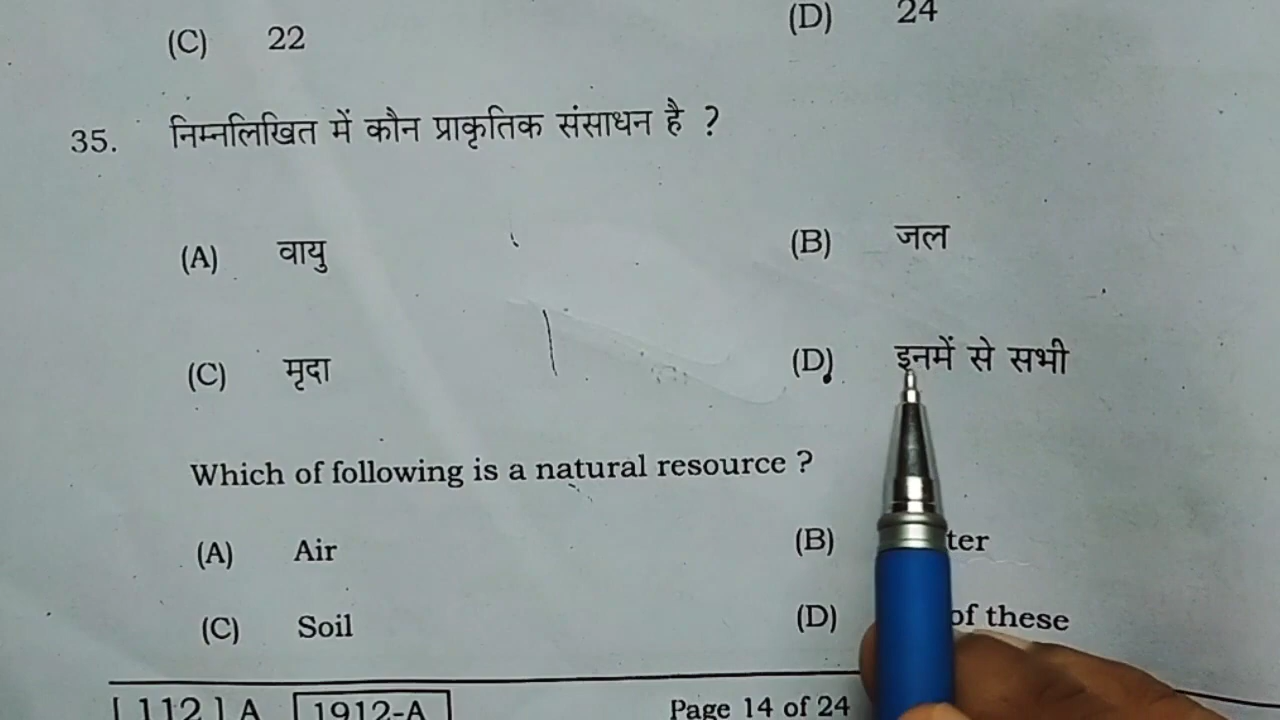 (C) 22 (D) 24
35. निम्नलिखित में कौन प्राकृतिक संसाधन है ?
(A) वायु (B) जल
(C) मृदा (D) इनमें से सभी
Which of following is a natural resource ?
(A) Air (B) ter
(C) Soil (D) of these
[ 112 ] A 1912-A Page 14 of 24